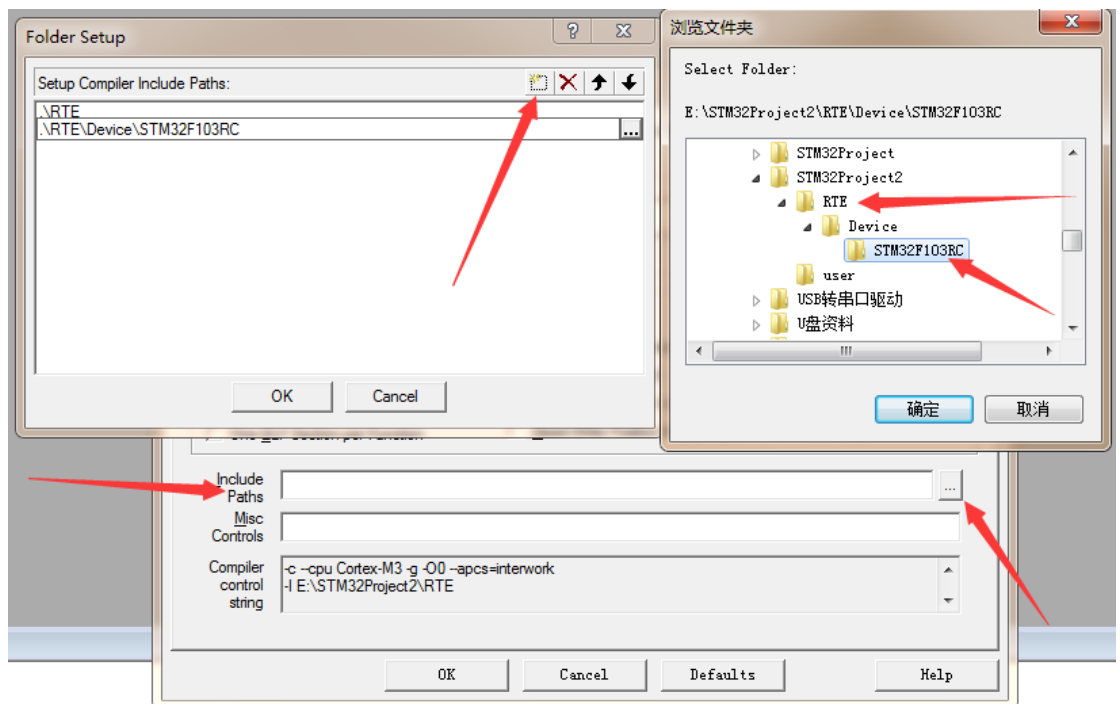 Folder Setup
Setup Compiler Include Paths:
.\RTE
.\RTE\Device\STM32F103RC
...
OK
Cancel
浏览文件夹
Select Folder:
E:\STM32Project2\RTE\Device\STM32F103RC
STM32Project
STM32Project2
RTE
Device
STM32F103RC
user
USB转串口驱动
U盘资料
确定
取消
Include
Paths
...
Misc
Controls
Compiler
control
string
-c --cpu Cortex-M3 -g -O0 --apcs=interwork
-I E:\STM32Project2\RTE
OK
Cancel
Defaults
Help